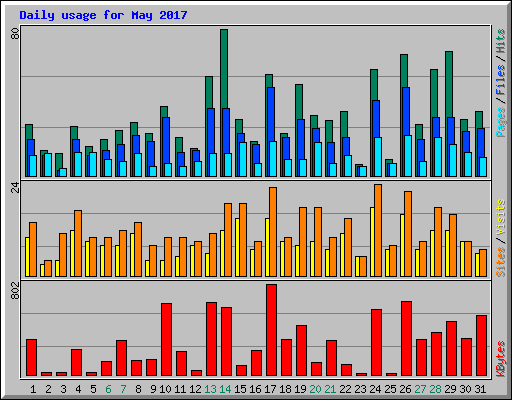 Daily usage for May 2017
80
Pages / Files / Hits
24
Sites / Visits
802
KBytes
1 2 3 4 5 6 7 8 9 10 11 12 13 14 15 16 17 18 19 20 21 22 23 24 25 26 27 28 29 30 31